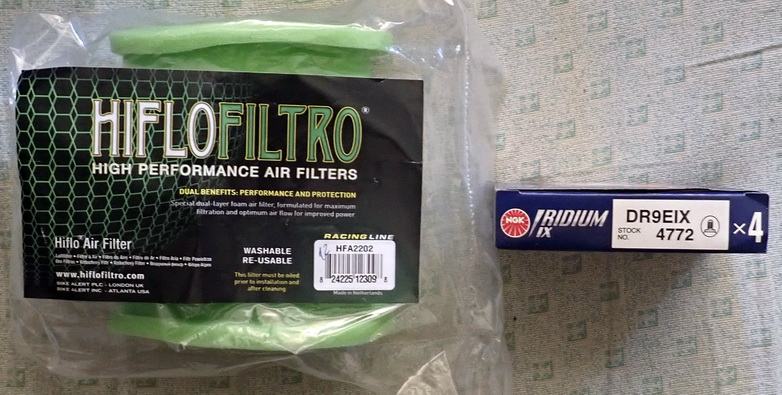 HIFLOFILTRO®
HIGH PERFORMANCE AIR FILTERS
DUAL BENEFITS: PERFORMANCE AND PROTECTION
Special dual-layer foam air filter, formulated for maximum
filtration and optimum air flow for improved power
RACING LINE
Hiflo Air Filter
www.hiflofiltro.com
BIKE ALERT PLC - LONDON UK
BIKE ALERT INC - ATLANTA USA
WASHABLE
RE-USABLE
This filter must be oiled
prior to installation and
after cleaning
HFA2202
8 24225 12309 8
Made in Netherlands
NGK
IRIDIUM
IX
DR9EIX
STOCK
NO. 4772
×4